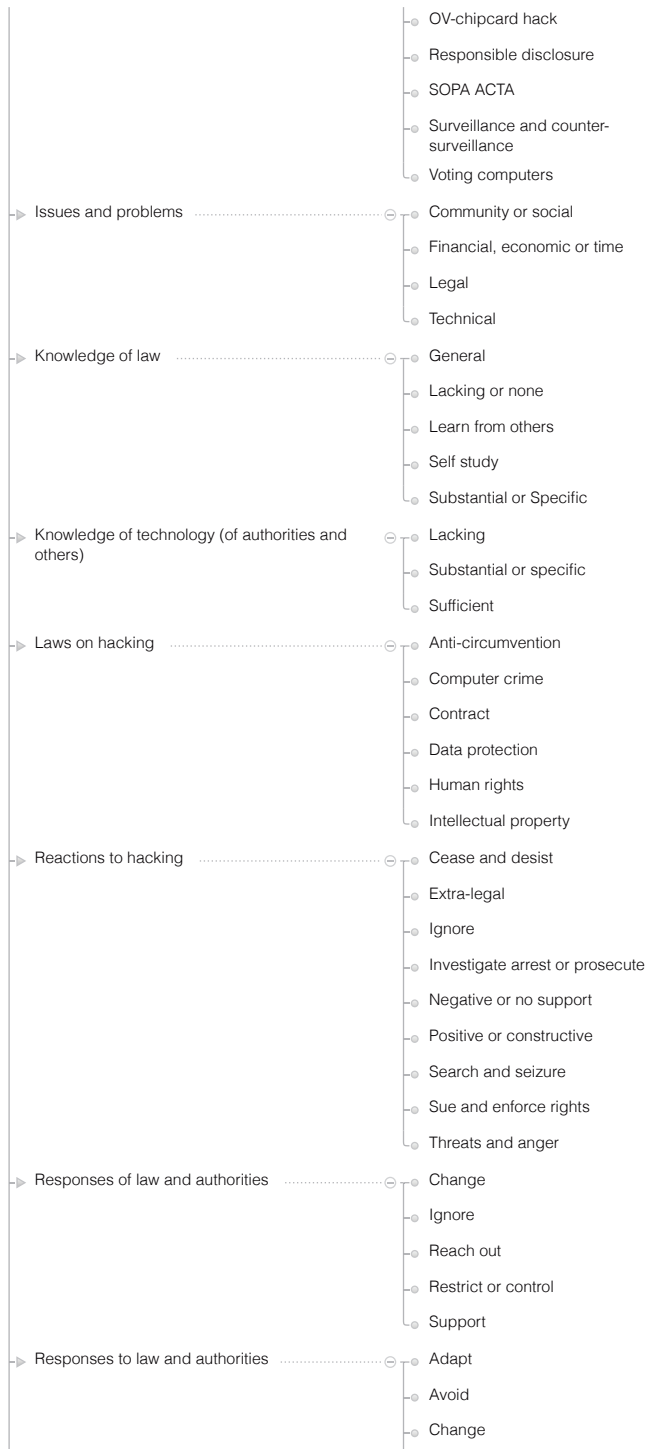 OV-chipcard hack
Responsible disclosure
SOPA ACTA
Surveillance and counter-
surveillance
Voting computers
Issues and problems
Community or social
Financial, economic or time
Legal
Technical
Knowledge of law
General
Lacking or none
Learn from others
Self study
Substantial or Specific
Knowledge of technology (of authorities and
others)
Lacking
Substantial or specific
Sufficient
Laws on hacking
Anti-circumvention
Computer crime
Contract
Data protection
Human rights
Intellectual property
Reactions to hacking
Cease and desist
Extra-legal
Ignore
Investigate arrest or prosecute
Negative or no support
Positive or constructive
Search and seizure
Sue and enforce rights
Threats and anger
Responses of law and authorities
Change
Ignore
Reach out
Restrict or control
Support
Responses to law and authorities
Adapt
Avoid
Change